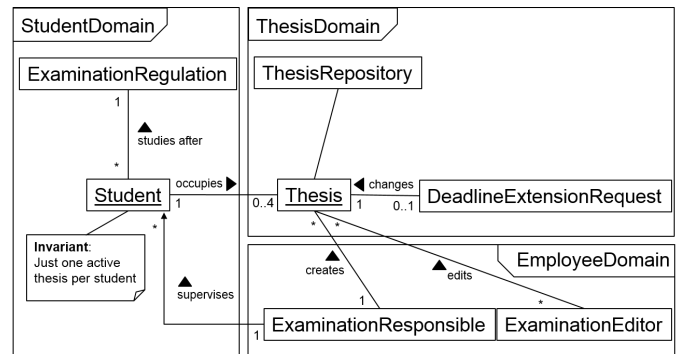 StudentDomain
ThesisDomain
ExaminationRegulation
ThesisRepository
1
studies after
*
Student
occupies
1
0..4
Thesis
changes
1
0..1
DeadlineExtensionRequest
*
*
*
Invariant:
Just one active
thesis per student
EmployeeDomain
creates
edits
supervises
1
*
1
ExaminationResponsible
ExaminationEditor